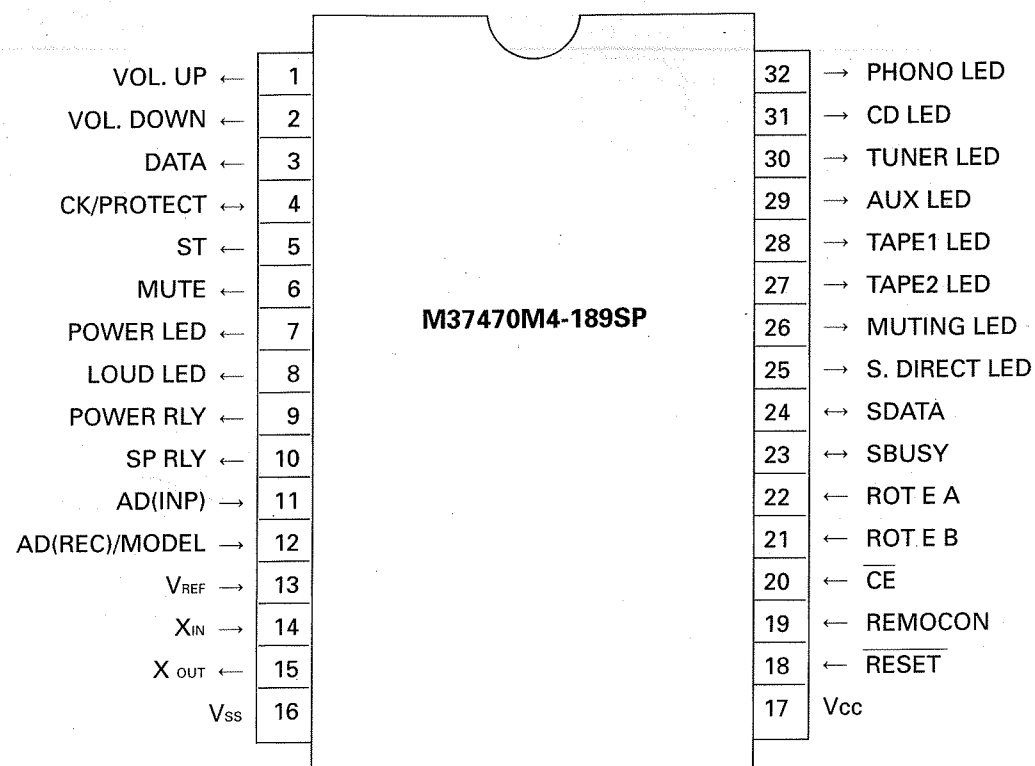 VOL. UP ← 1
VOL. DOWN ← 2
DATA ← 3
CK/PROTECT ↔ 4
ST ← 5
MUTE ← 6
POWER LED ← 7
LOUD LED ← 8
POWER RLY ← 9
SP RLY ← 10
AD(INP) → 11
AD(REC)/MODEL → 12
VREF → 13
XIN → 14
X OUT ← 15
Vss 16
M37470M4-189SP
32 → PHONO LED
31 → CD LED
30 → TUNER LED
29 → AUX LED
28 → TAPE1 LED
27 → TAPE2 LED
26 → MUTING LED
25 → S. DIRECT LED
24 ↔ SDATA
23 ↔ SBUSY
22 ← ROT E A
21 ← ROT E B
20 ← C̅E̅
19 ← REMOCON
18 ← R̅E̅S̅E̅T̅
17 Vcc